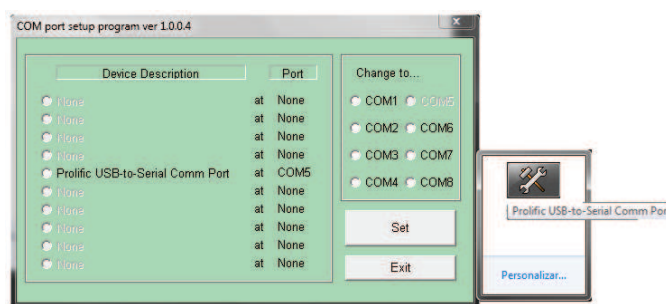 COM port setup program ver 1.0.0.4
x
Device Description Port
None at None
None at None
None at None
None at None
Prolific USB-to-Serial Comm Port at COM5
None at None
None at None
None at None
None at None
None at None
Change to...
COM1 COM5
COM2 COM6
COM3 COM7
COM4 COM8
Set
Exit
Prolific USB-to-Serial Comm Por
Personalizar...